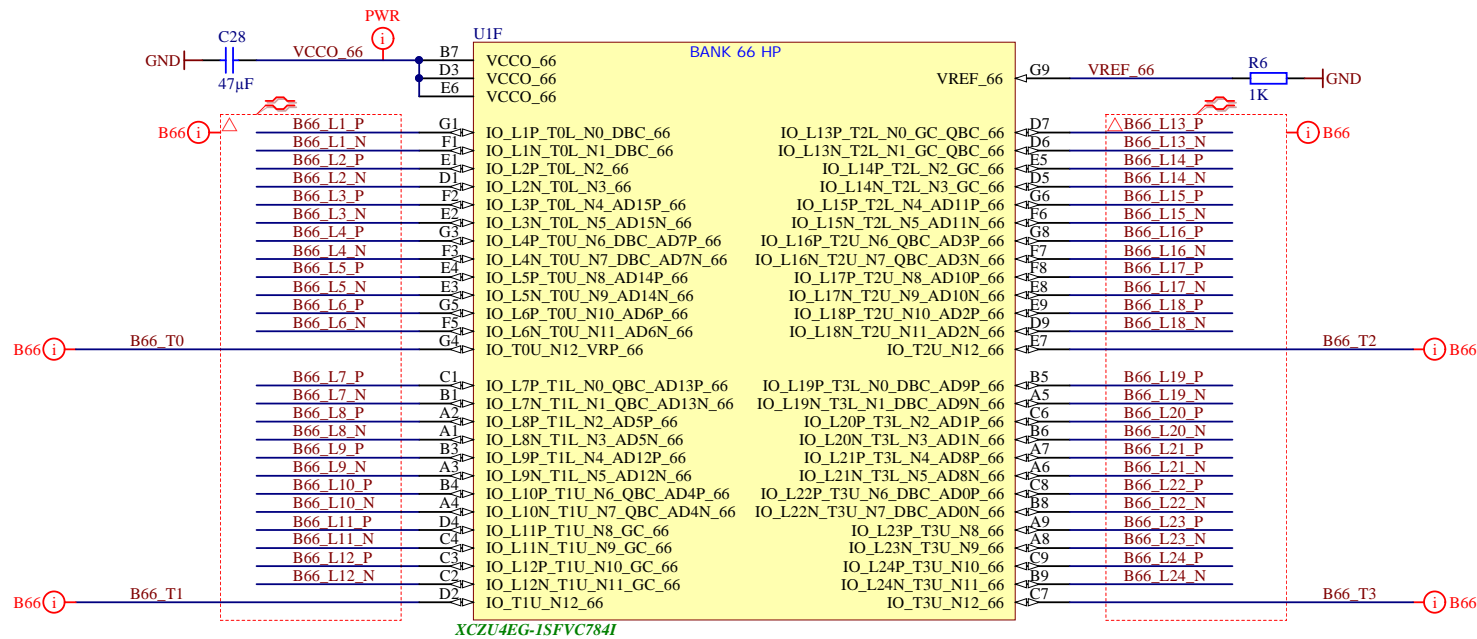 PWR
i
C28
GND
47µF
VCCO_66
U1F
BANK 66 HP
B7 VCCO_66
D3 VCCO_66
E6 VCCO_66
VREF_66 G9 VREF_66
R6
1K
GND
B66 i
B66_L1_P G1 IO_L1P_T0L_N0_DBC_66
B66_L1_N F1 IO_L1N_T0L_N1_DBC_66
B66_L2_P E1 IO_L2P_T0L_N2_66
B66_L2_N D1 IO_L2N_T0L_N3_66
B66_L3_P F2 IO_L3P_T0L_N4_AD15P_66
B66_L3_N E2 IO_L3N_T0L_N5_AD15N_66
B66_L4_P G3 IO_L4P_T0U_N6_DBC_AD7P_66
B66_L4_N F3 IO_L4N_T0U_N7_DBC_AD7N_66
B66_L5_P E4 IO_L5P_T0U_N8_AD14P_66
B66_L5_N E3 IO_L5N_T0U_N9_AD14N_66
B66_L6_P G5 IO_L6P_T0U_N10_AD6P_66
B66_L6_N F5 IO_L6N_T0U_N11_AD6N_66
B66 i B66_T0 G4 IO_T0U_N12_VRP_66
B66_L7_P C1 IO_L7P_T1L_N0_QBC_AD13P_66
B66_L7_N B1 IO_L7N_T1L_N1_QBC_AD13N_66
B66_L8_P A2 IO_L8P_T1L_N2_AD5P_66
B66_L8_N A1 IO_L8N_T1L_N3_AD5N_66
B66_L9_P B3 IO_L9P_T1L_N4_AD12P_66
B66_L9_N A3 IO_L9N_T1L_N5_AD12N_66
B66_L10_P B4 IO_L10P_T1U_N6_QBC_AD4P_66
B66_L10_N A4 IO_L10N_T1U_N7_QBC_AD4N_66
B66_L11_P D4 IO_L11P_T1U_N8_GC_66
B66_L11_N C4 IO_L11N_T1U_N9_GC_66
B66_L12_P C3 IO_L12P_T1U_N10_GC_66
B66_L12_N C2 IO_L12N_T1U_N11_GC_66
B66 i B66_T1 D2 IO_T1U_N12_66
IO_L13P_T2L_N0_GC_QBC_66 D7 B66_L13_P
i B66
IO_L13N_T2L_N1_GC_QBC_66 D6 B66_L13_N
IO_L14P_T2L_N2_GC_66 E5 B66_L14_P
IO_L14N_T2L_N3_GC_66 D5 B66_L14_N
IO_L15P_T2L_N4_AD11P_66 G6 B66_L15_P
IO_L15N_T2L_N5_AD11N_66 F6 B66_L15_N
IO_L16P_T2U_N6_QBC_AD3P_66 G8 B66_L16_P
IO_L16N_T2U_N7_QBC_AD3N_66 F7 B66_L16_N
IO_L17P_T2U_N8_AD10P_66 F8 B66_L17_P
IO_L17N_T2U_N9_AD10N_66 E8 B66_L17_N
IO_L18P_T2U_N10_AD2P_66 E9 B66_L18_P
IO_L18N_T2U_N11_AD2N_66 D9 B66_L18_N
IO_T2U_N12_66 E7 B66_T2 i B66
IO_L19P_T3L_N0_DBC_AD9P_66 B5 B66_L19_P
IO_L19N_T3L_N1_DBC_AD9N_66 A5 B66_L19_N
IO_L20P_T3L_N2_AD1P_66 C6 B66_L20_P
IO_L20N_T3L_N3_AD1N_66 B6 B66_L20_N
IO_L21P_T3L_N4_AD8P_66 A7 B66_L21_P
IO_L21N_T3L_N5_AD8N_66 A6 B66_L21_N
IO_L22P_T3U_N6_DBC_AD0P_66 C8 B66_L22_P
IO_L22N_T3U_N7_DBC_AD0N_66 B8 B66_L22_N
IO_L23P_T3U_N8_66 A9 B66_L23_P
IO_L23N_T3U_N9_66 A8 B66_L23_N
IO_L24P_T3U_N10_66 C9 B66_L24_P
IO_L24N_T3U_N11_66 B9 B66_L24_N
IO_T3U_N12_66 C7 B66_T3 i B66
XCZU4EG-1SFVC784I